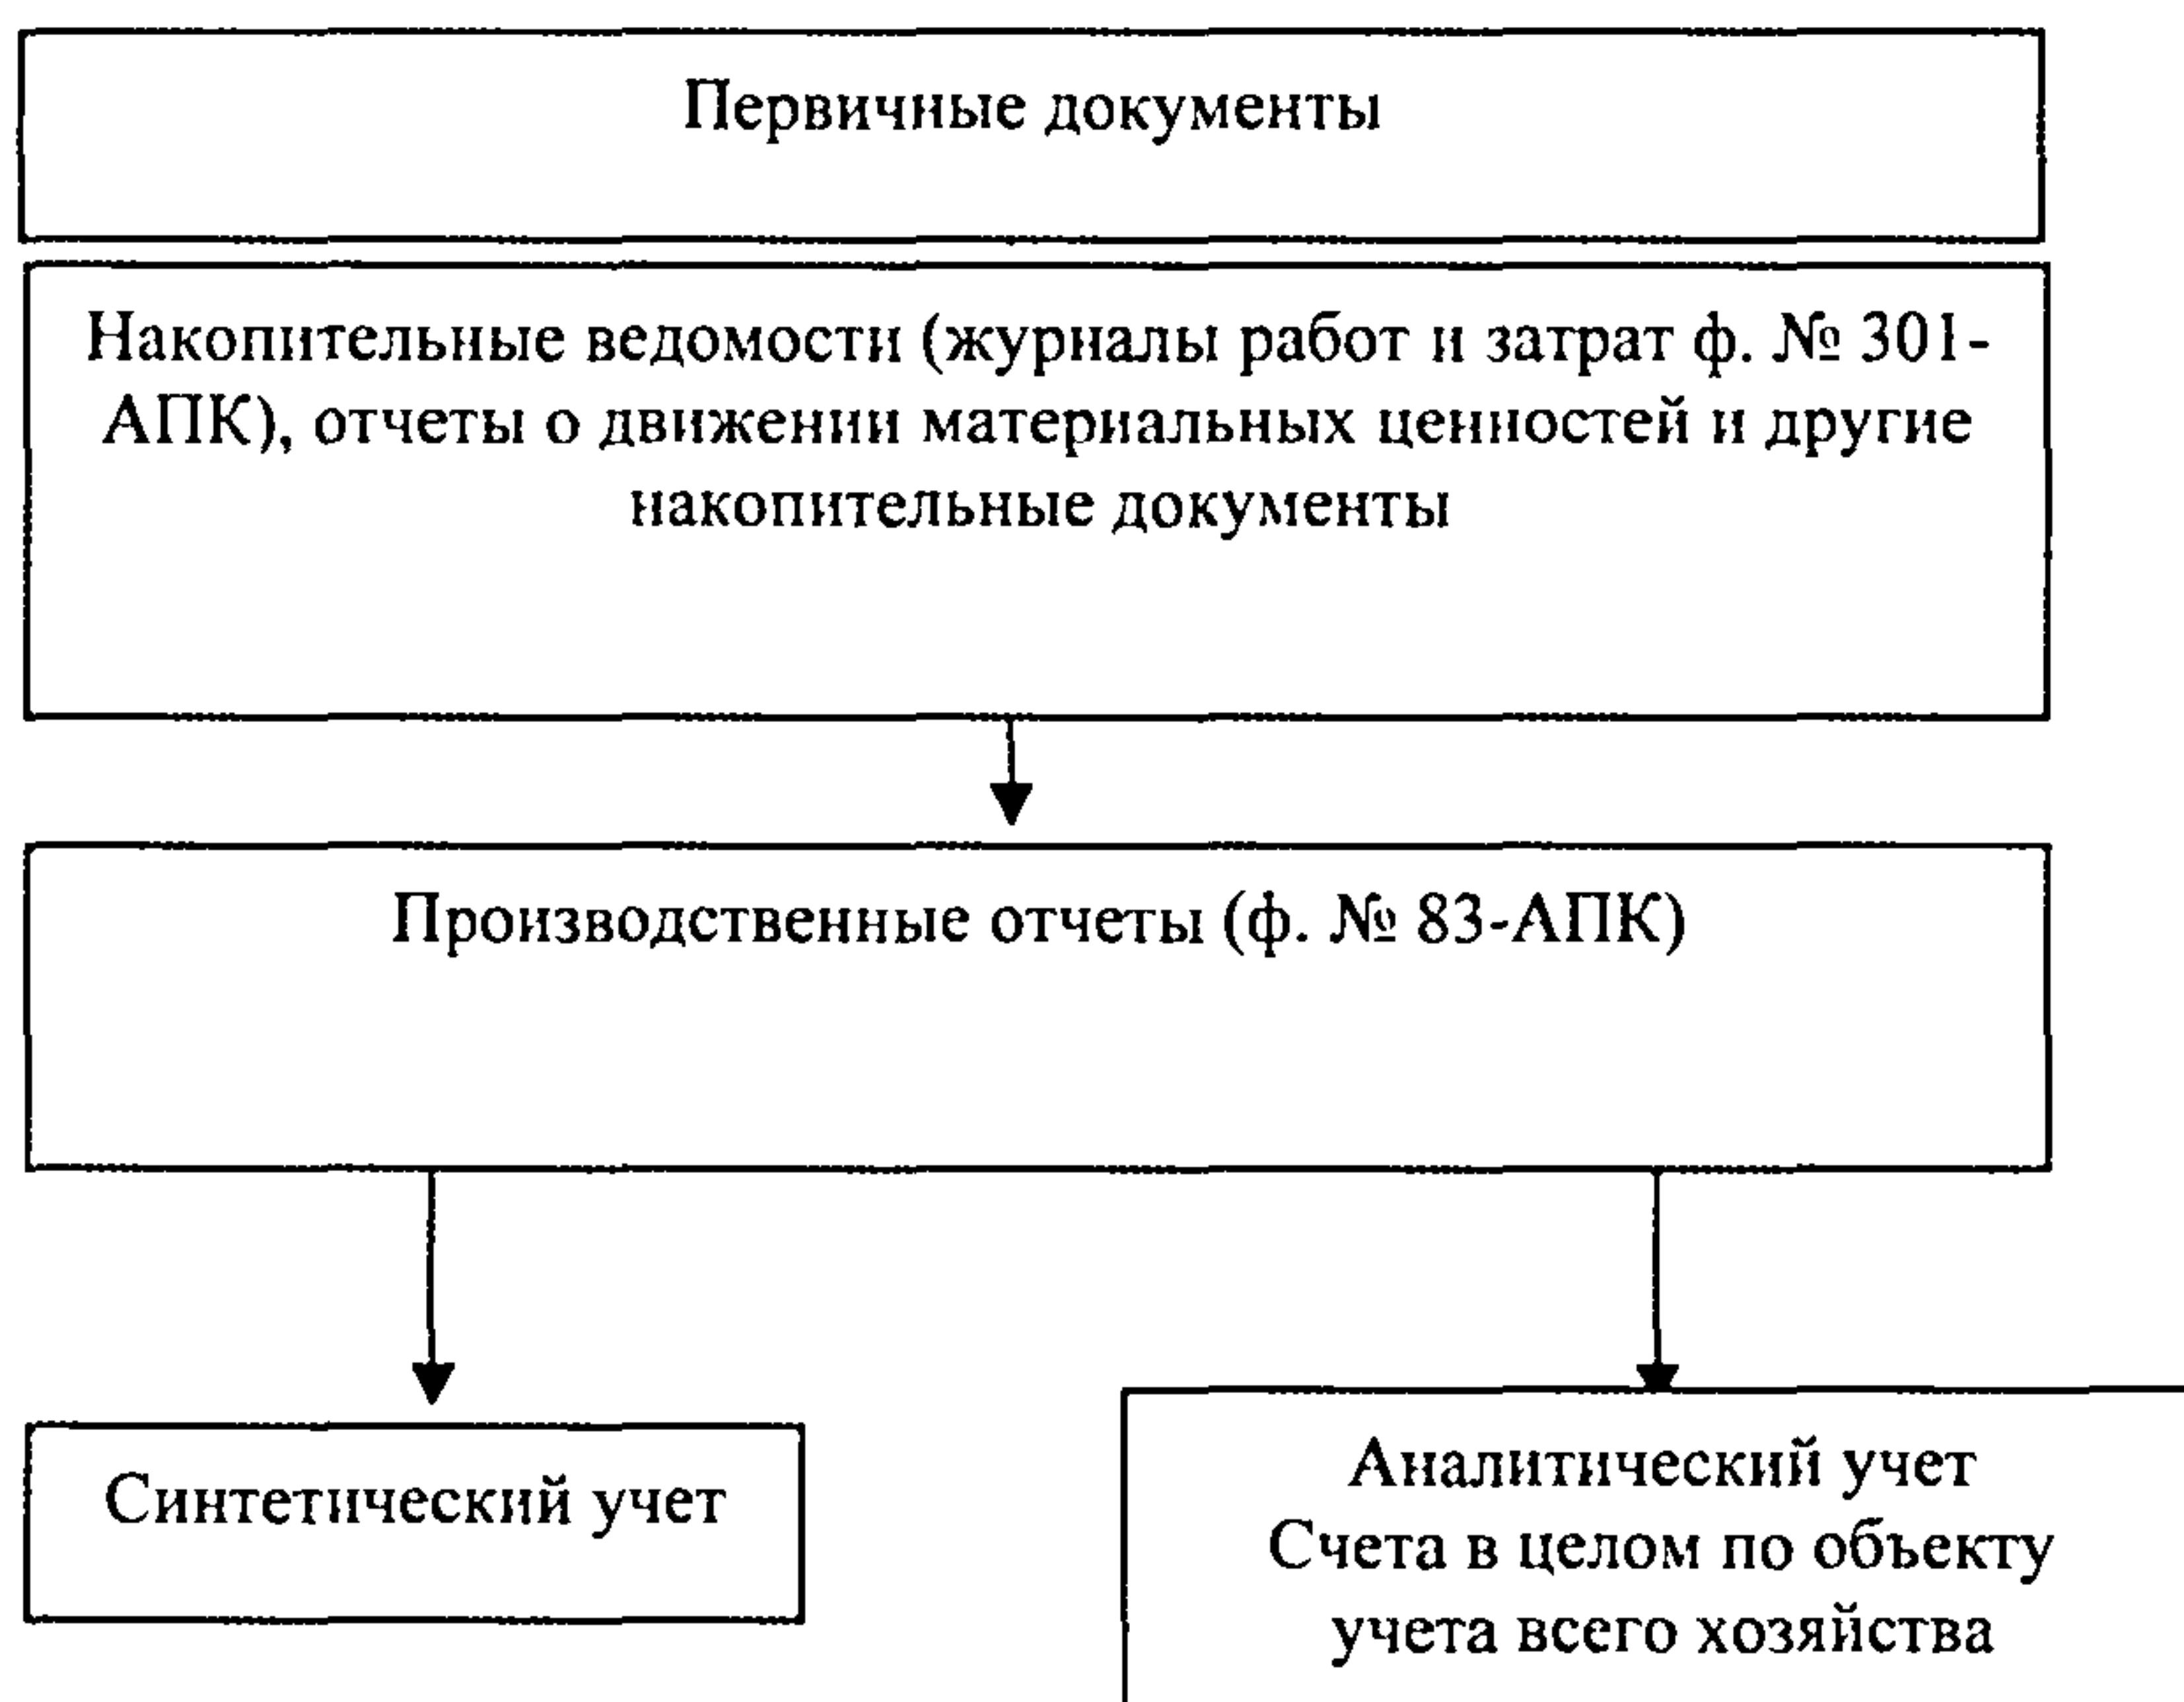 Первичные документы
Накопительные ведомости (журналы работ и затрат ф. № 301-
АПК), отчеты о движении материальных ценностей и другие
накопительные документы
Производственные отчеты (ф. № 83-АПК)
Синтетический учет
Аналитический учет
Счета в целом по объекту
учета всего хозяйства